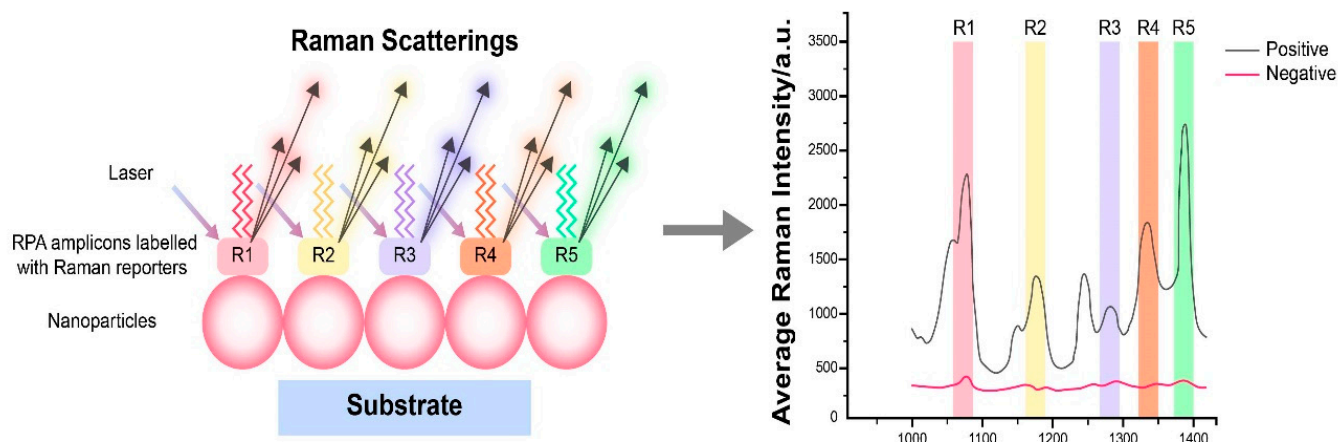 Raman Scatterings
Laser
RPA amplicons labelled
with Raman reporters
R1 R2 R3 R4 R5
Nanoparticles
Substrate
R1 R2 R3 R4 R5
Average Raman Intensity/a.u.
3500
3000
2500
2000
1500
1000
500
0
1000 1100 1200 1300 1400
Positive
Negative